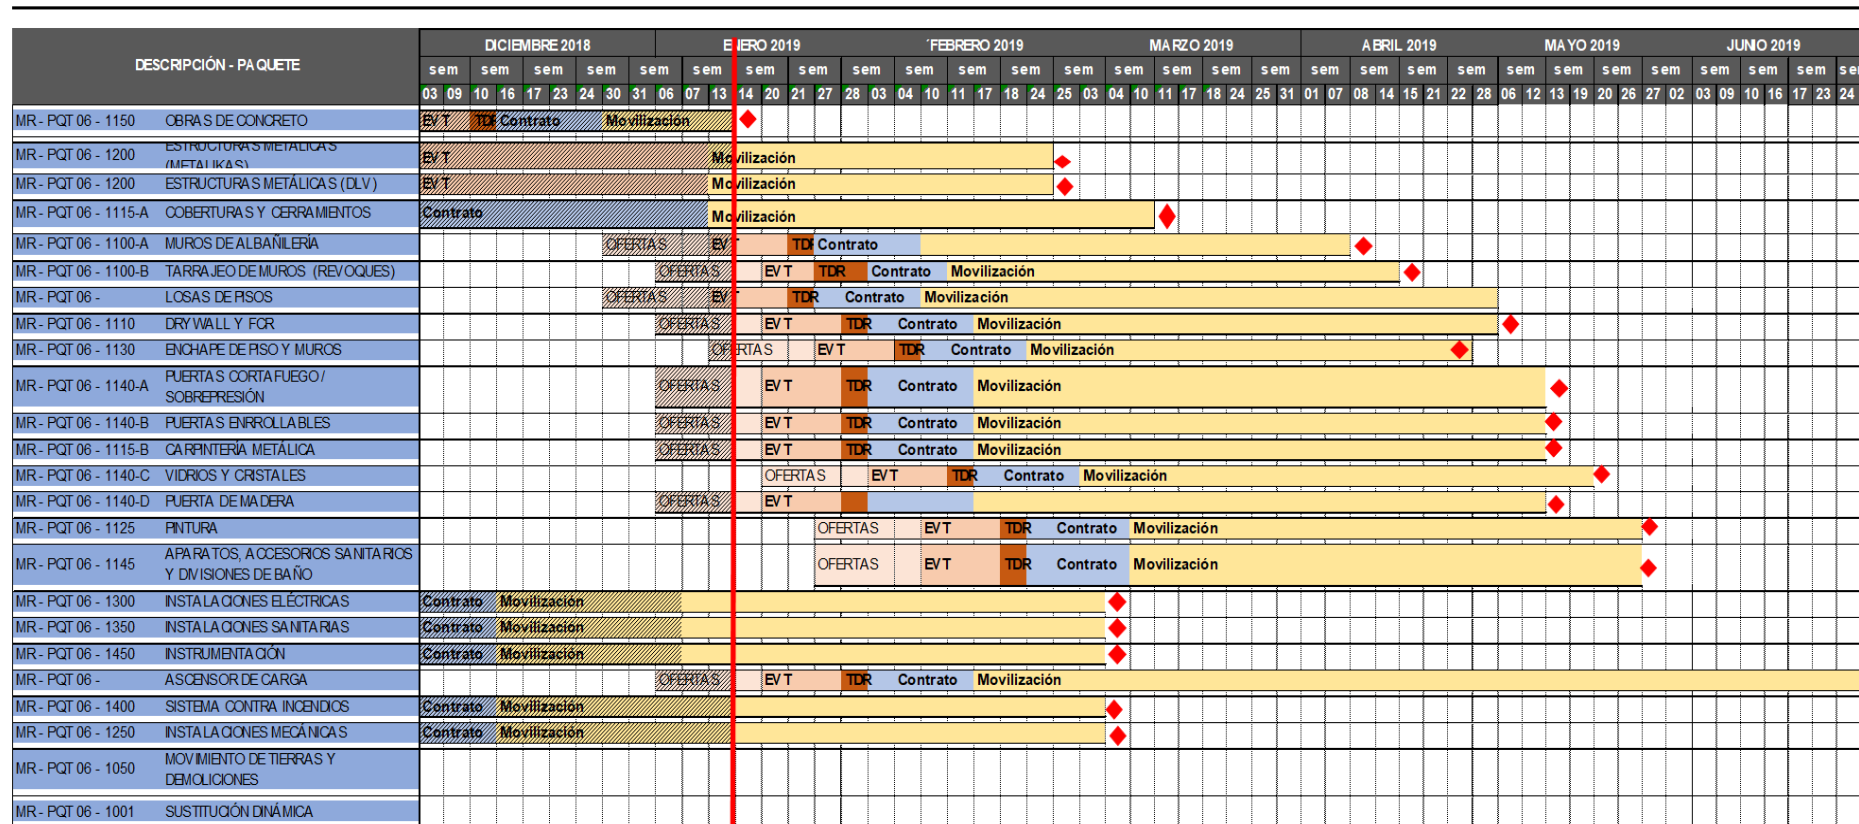 DICIEMBRE 2018 ENERO 2019 ´FEBRERO 2019 MARZO 2019 ABRIL 2019 MAYO 2019 JUNIO 2019
DESCRIPCIÓN - PAQUETE
sem sem sem sem sem sem sem sem sem sem sem sem sem sem sem sem sem sem sem sem sem sem sem sem sem sem sem se
03 09 10 16 17 23 24 30 31 06 07 13 14 20 21 27 28 03 04 10 11 17 18 24 25 03 04 10 11 17 18 24 25 31 01 07 08 14 15 21 22 28 06 12 13 19 20 26 27 02 03 09 10 16 17 23 24
MR - PQT 06 - 1150 OBRAS DE CONCRETO EVT TDR Contrato Movilización
MR - PQT 06 - 1200 ESTRUCTURAS METÁLICAS
(METALIKAS) EVT Movilización
MR - PQT 06 - 1200 ESTRUCTURAS METÁLICAS (DLV) EVT Movilización
MR - PQT 06 - 1115-A COBERTURAS Y CERRAMIENTOS Contrato Movilización
MR - PQT 06 - 1100-A MUROS DE ALBAÑILERÍA OFERTAS EVT TDR Contrato
MR - PQT 06 - 1100-B TARRAJEO DE MUROS (REVOQUES) OFERTAS EVT TDR Contrato Movilización
MR - PQT 06 - LOSAS DE PISOS OFERTAS EVT TDR Contrato Movilización
MR - PQT 06 - 1110 DRYWALL Y FCR OFERTAS EVT TDR Contrato Movilización
MR - PQT 06 - 1130 ENCHAPE DE PISO Y MUROS OFERTAS EVT TDR Contrato Movilización
MR - PQT 06 - 1140-A PUERTAS CORTAFUEGO /
SOBREPRESIÓN OFERTAS EVT TDR Contrato Movilización
MR - PQT 06 - 1140-B PUERTAS ENRROLLABLES OFERTAS EVT TDR Contrato Movilización
MR - PQT 06 - 1115-B CARPINTERÍA METÁLICA OFERTAS EVT TDR Contrato Movilización
MR - PQT 06 - 1140-C VIDRIOS Y CRISTALES OFERTAS EVT TDR Contrato Movilización
MR - PQT 06 - 1140-D PUERTA DE MADERA OFERTAS EVT
MR - PQT 06 - 1125 PINTURA OFERTAS EVT TDR Contrato Movilización
MR - PQT 06 - 1145 APARATOS, ACCESORIOS SANITARIOS
Y DIVISIONES DE BAÑO OFERTAS EVT TDR Contrato Movilización
MR - PQT 06 - 1300 INSTALACIONES ELÉCTRICAS Contrato Movilización
MR - PQT 06 - 1350 INSTALACIONES SANITARIAS Contrato Movilización
MR - PQT 06 - 1450 INSTRUMENTACIÓN Contrato Movilización
MR - PQT 06 - ASCENSOR DE CARGA OFERTAS EVT TDR Contrato Movilización
MR - PQT 06 - 1400 SISTEMA CONTRA INCENDIOS Contrato Movilización
MR - PQT 06 - 1250 INSTALACIONES MECÁNICAS Contrato Movilización
MR - PQT 06 - 1050 MOVIMIENTO DE TIERRAS Y
DEMOLICIONES
MR - PQT 06 - 1001 SUSTITUCIÓN DINÁMICA